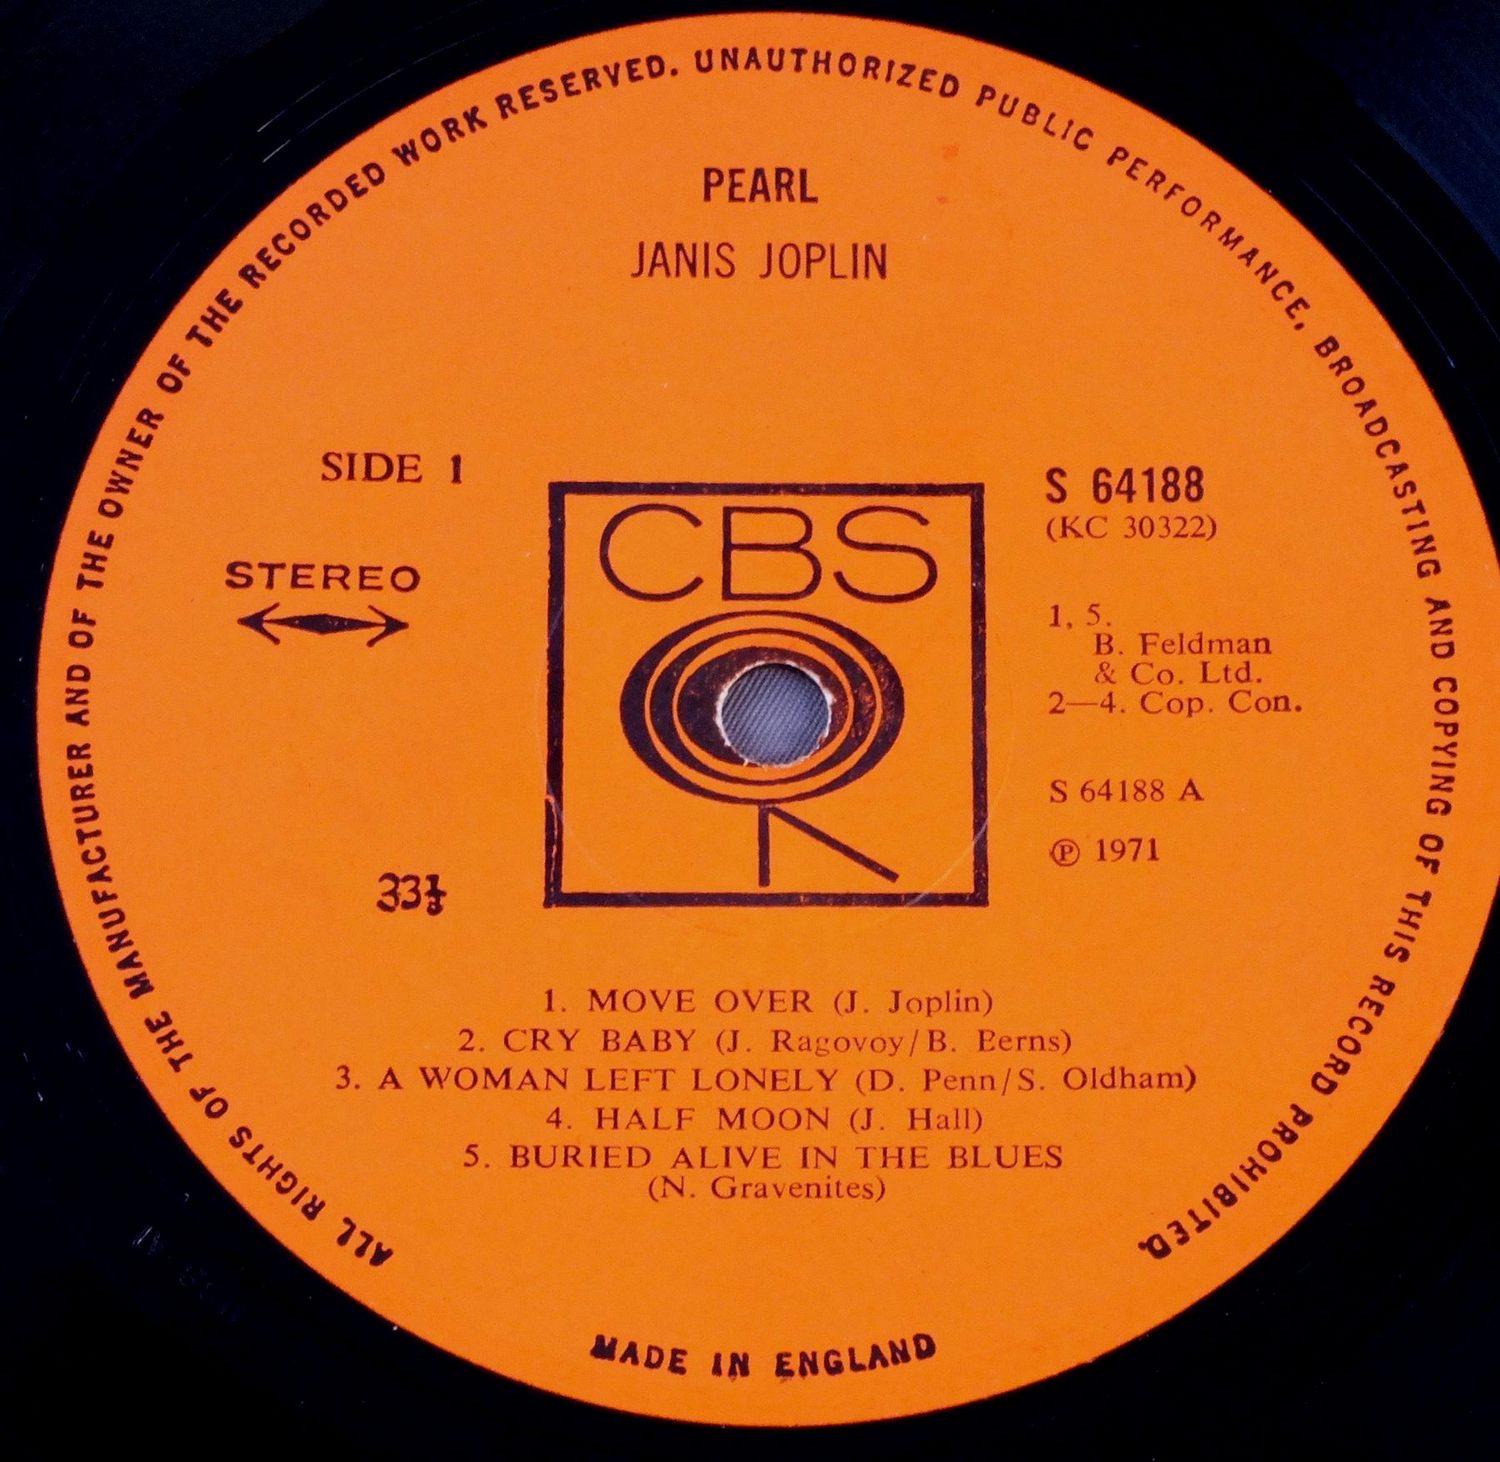 ALL RIGHTS OF THE MANUFACTURER AND OF THE OWNER OF THE RECORDED WORK RESERVED. UNAUTHORIZED PUBLIC PERFORMANCE, BROADCASTING AND COPYING OF THIS RECORD PROHIBITED.
PEARL
JANIS JOPLIN
SIDE 1
STEREO
33⅓
CBS
S 64188
(KC 30322)
1, 5.
B. Feldman
& Co. Ltd.
2—4. Cop. Con.
S 64188 A
℗ 1971
1. MOVE OVER (J. Joplin)
2. CRY BABY (J. Ragovoy/B. Berns)
3. A WOMAN LEFT LONELY (D. Penn/S. Oldham)
4. HALF MOON (J. Hall)
5. BURIED ALIVE IN THE BLUES
(N. Gravenites)
MADE IN ENGLAND